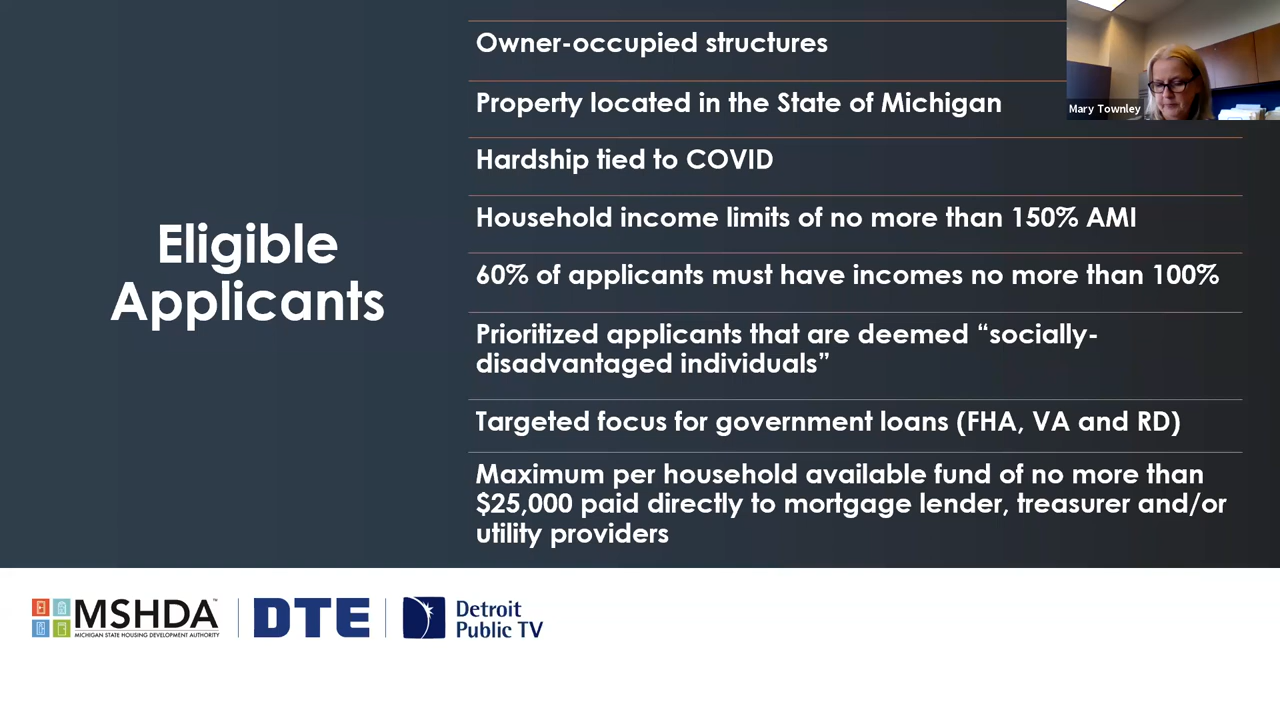 Owner-occupied structures
Property located in the State of Michigan
Mary Townley
Hardship tied to COVID
Household income limits of no more than 150% AMI
Eligible
Applicants
60% of applicants must have incomes no more than 100%
Prioritized applicants that are deemed “socially-
disadvantaged individuals”
Targeted focus for government loans (FHA, VA and RD)
Maximum per household available fund of no more than
$25,000 paid directly to mortgage lender, treasurer and/or
utility providers
MSHDA™
MICHIGAN STATE HOUSING DEVELOPMENT AUTHORITY
DTE
Detroit
Public TV